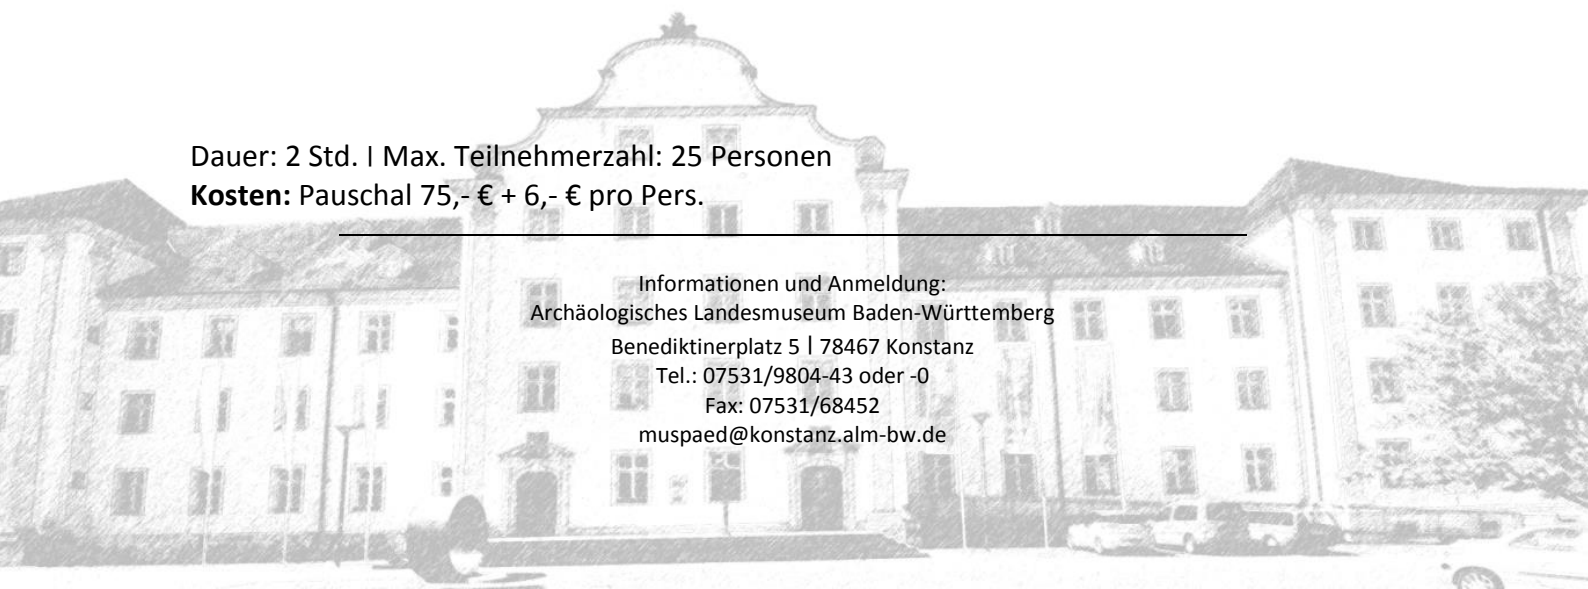 Dauer: 2 Std. I Max. Teilnehmerzahl: 25 Personen
Kosten: Pauschal 75,- € + 6,- € pro Pers.
Informationen und Anmeldung:
Archäologisches Landesmuseum Baden-Württemberg
Benediktinerplatz 5 l 78467 Konstanz
Tel.: 07531/9804-43 oder -0
Fax: 07531/68452
muspaed@konstanz.alm-bw.de